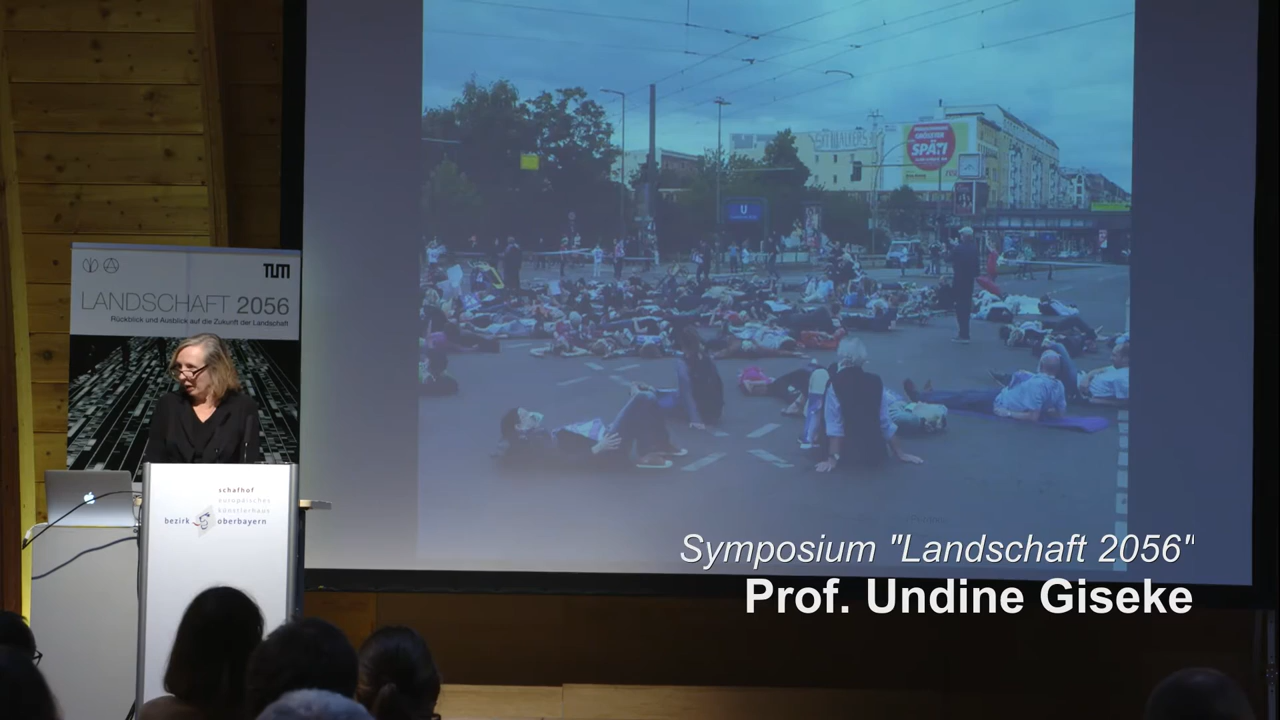 SPÄT!
U
TUM
LANDSCHAFT 2056
Rückblick und Ausblick auf die Zukunft der Landschaft
schafhof
europäisches
künstlerhaus
bezirk oberbayern
Symposium "Landschaft 2056"
Prof. Undine Giseke